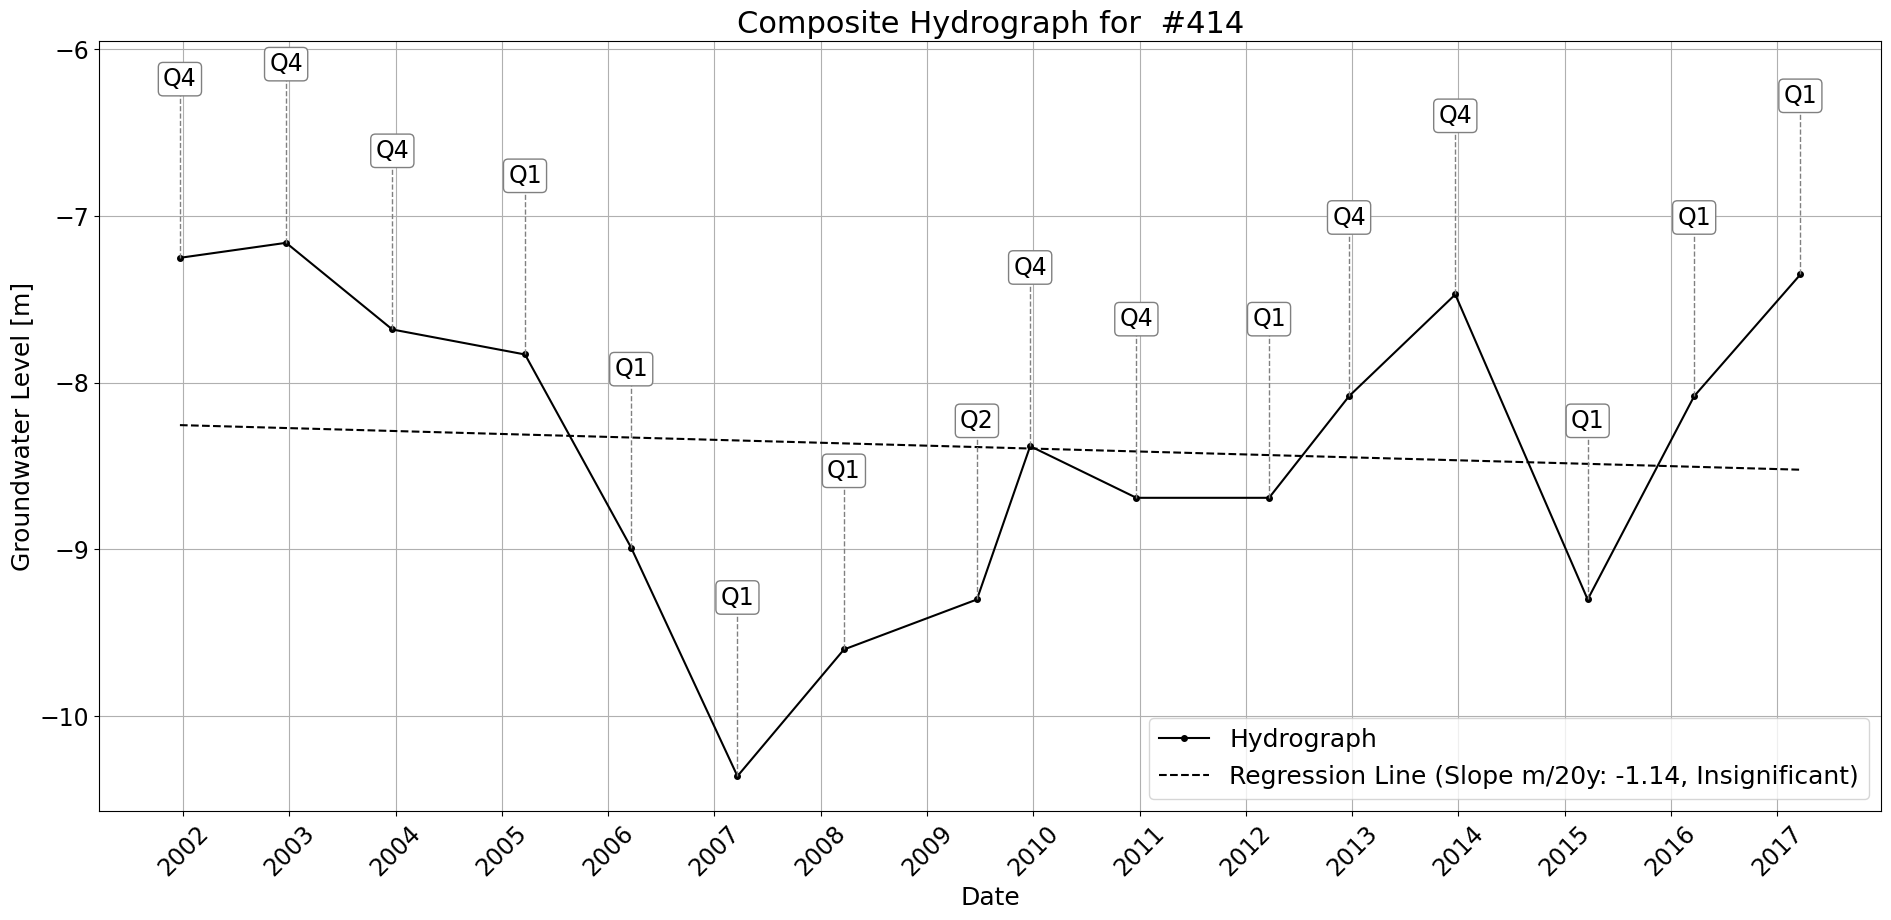 Composite Hydrograph for  #414
Groundwater Level [m]
−6
−7
−8
−9
−10
Q4
Q4
Q4
Q1
Q1
Q1
Q1
Q2
Q4
Q4
Q1
Q4
Q4
Q1
Q1
Q1
Hydrograph
Regression Line (Slope m/20y: -1.14, Insignificant)
2002
2003
2004
2005
2006
2007
2008
2009
2010
2011
2012
2013
2014
2015
2016
2017
Date